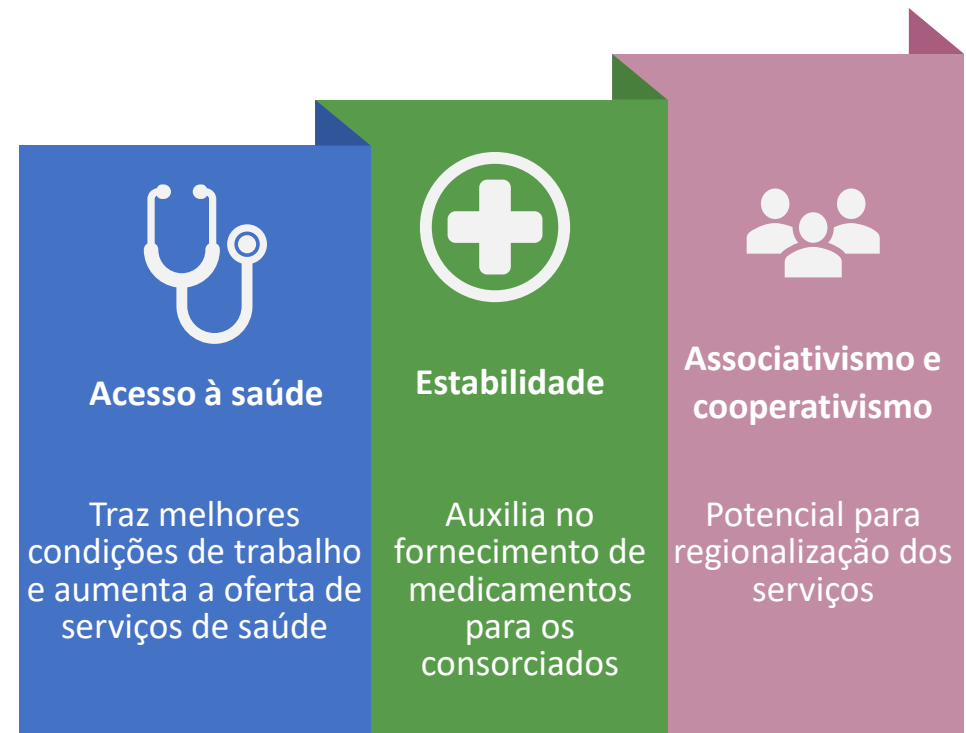 Acesso à saúde
Traz melhores
condições de trabalho
e aumenta a oferta de
serviços de saúde
Estabilidade
Auxilia no
fornecimento de
medicamentos
para os
consorciados
Associativismo e
cooperativismo
Potencial para
regionalização dos
serviços